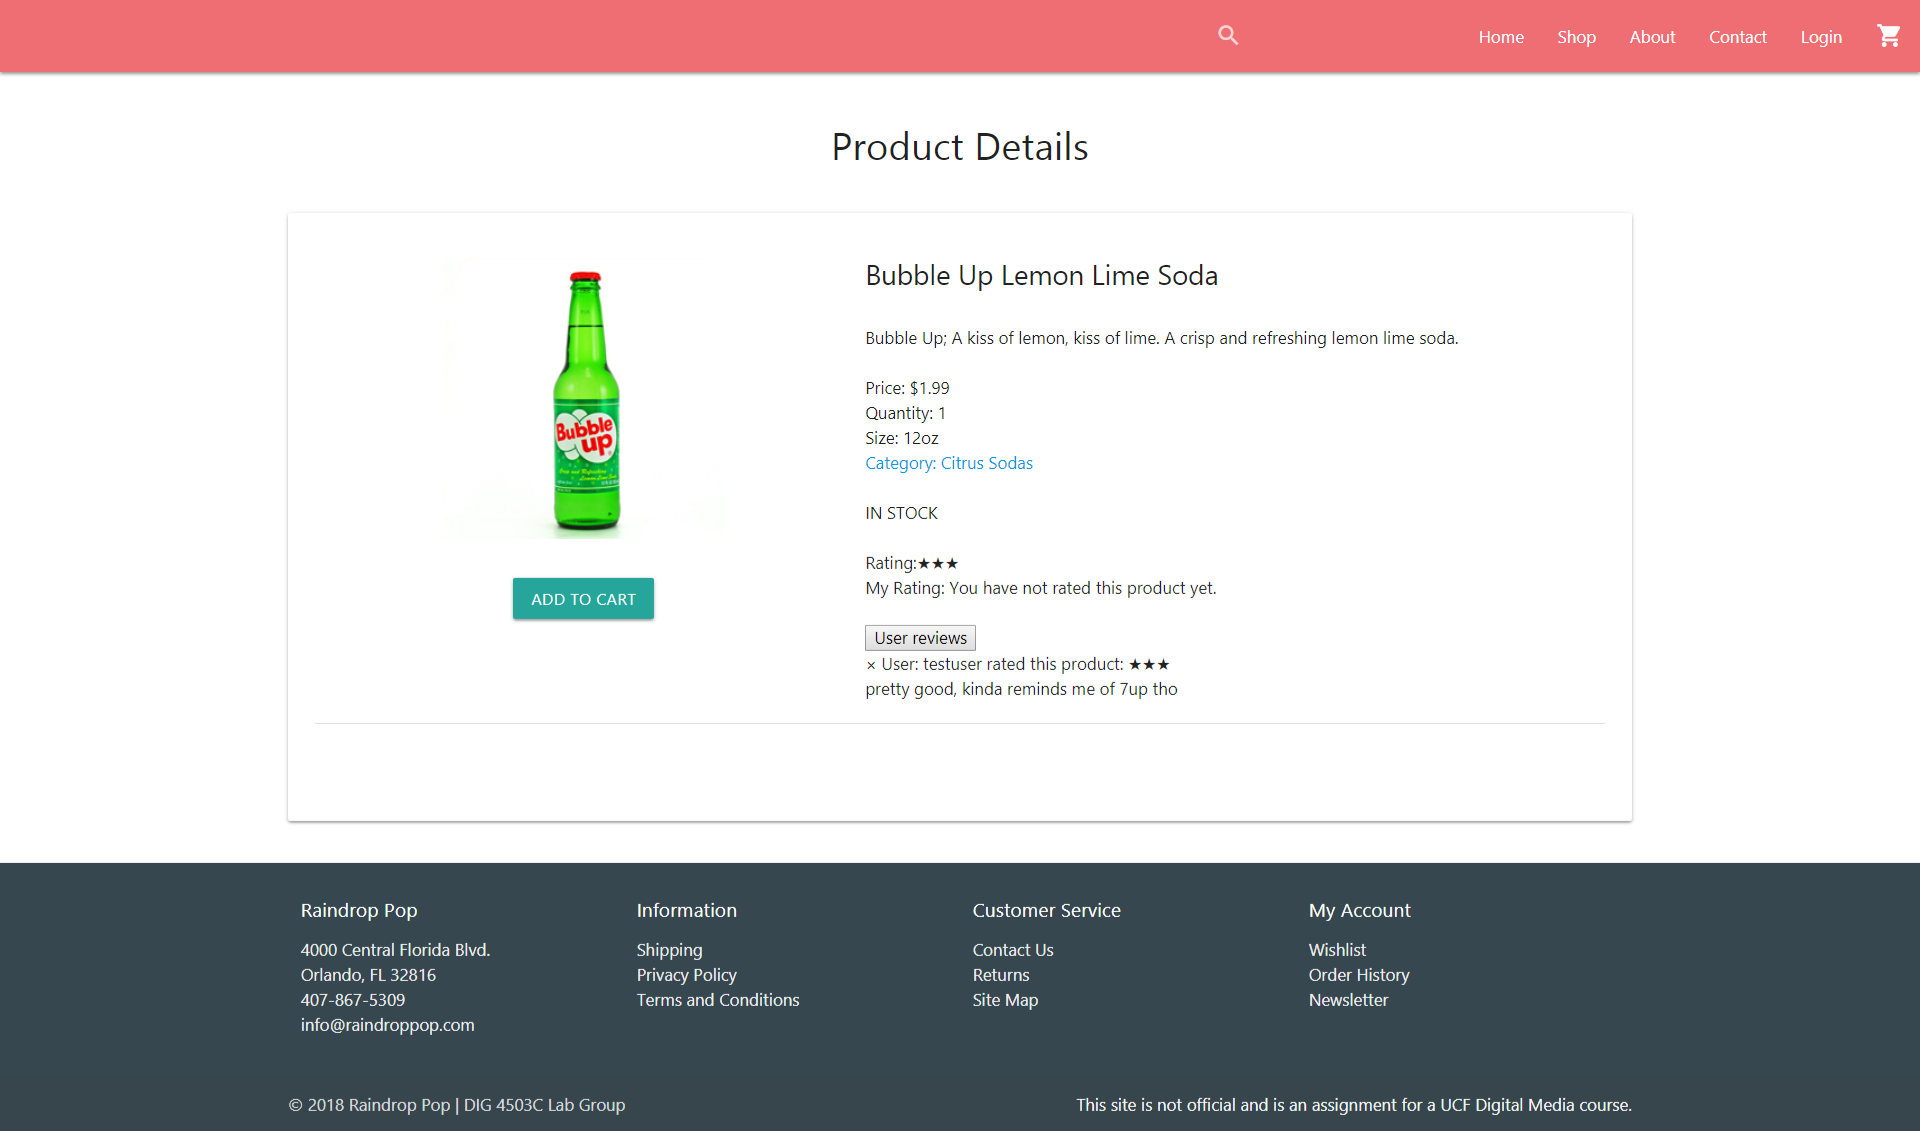 Home Shop About Contact Login
Product Details
Bubble up
Bubble Up Lemon Lime Soda
Bubble Up; A kiss of lemon, kiss of lime. A crisp and refreshing lemon lime soda.
Price: $1.99
Quantity: 1
Size: 12oz
Category: Citrus Sodas
IN STOCK
Rating:★★★
My Rating: You have not rated this product yet.
ADD TO CART
User reviews
× User: testuser rated this product: ★★★
pretty good, kinda reminds me of 7up tho
Raindrop Pop
4000 Central Florida Blvd.
Orlando, FL 32816
407-867-5309
info@raindroppop.com
Information
Shipping
Privacy Policy
Terms and Conditions
Customer Service
Contact Us
Returns
Site Map
My Account
Wishlist
Order History
Newsletter
© 2018 Raindrop Pop | DIG 4503C Lab Group
This site is not official and is an assignment for a UCF Digital Media course.